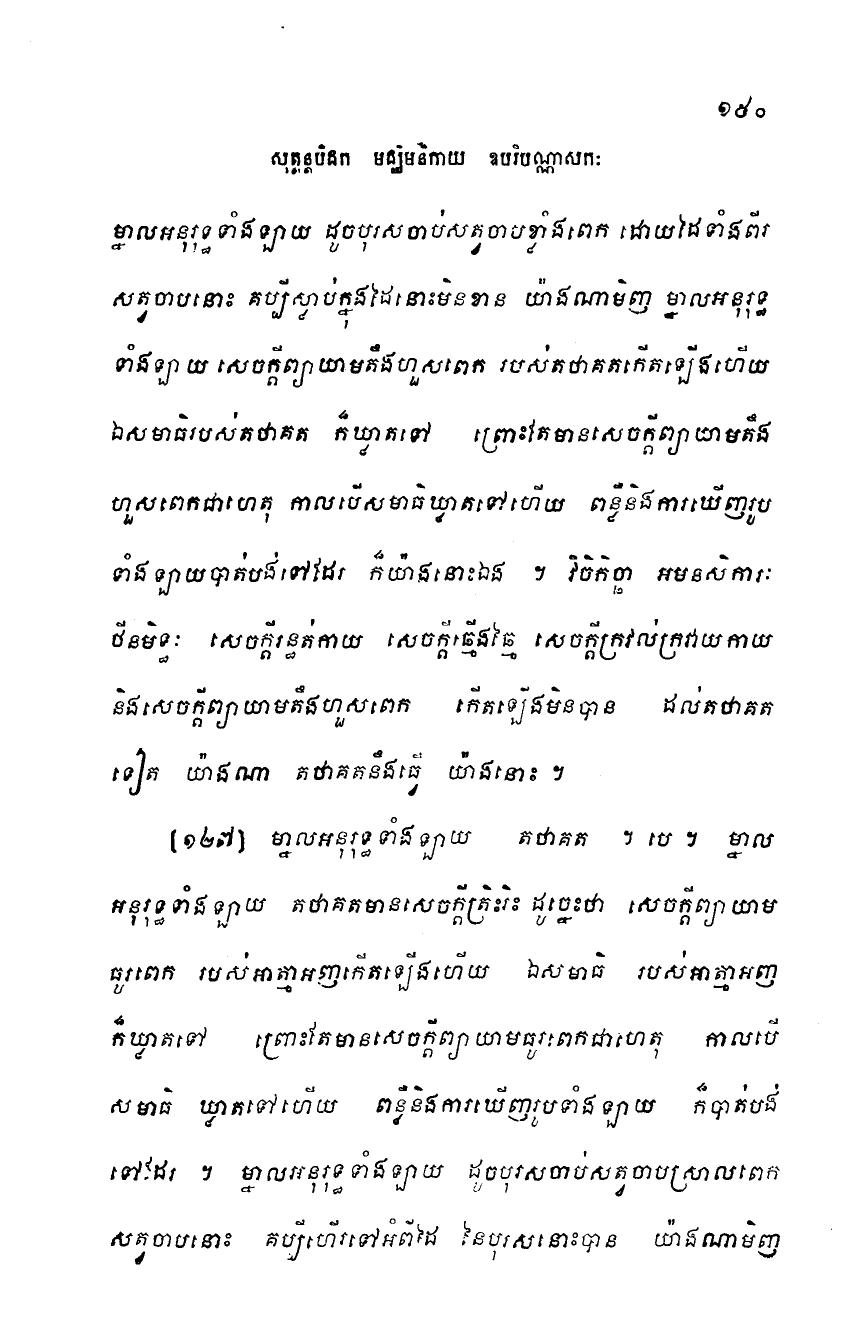 ១៥០
សុត្តន្តបិដក មជ្ឈិមនិកាយ ឧបរិបណ្ណាសកៈ
ម្នាលអនុរុទ្ធទាំងឡាយ ដូចបុរសចាប់សត្វចាបខ្លាំងពេក ដោយដៃទាំងពីរ
សត្វចាបនោះ គប្បីស្លាប់ក្នុងដៃនោះមិនខាន យ៉ាងណាមិញ ម្នាលអនុរុទ្ធ
ទាំងឡាយ សេចក្តីព្យាយាមតឹងហួសពេក របស់តថាគតកើតឡើងហើយ
ឯសមាធិរបស់តថាគត ក៏ឃ្លាតទៅ ព្រោះតែមានសេចក្តីព្យាយាមតឹង
ហួសពេកជាហេតុ កាលបើសមាធិឃ្លាតទៅហើយ ពន្លឺនិងការឃើញរូប
ទាំងឡាយបាត់បង់ទៅដែរ ក៏យ៉ាងនោះឯង ។ វិចិកិច្ឆា អមនសិការៈ
ថីនមិទ្ធៈ សេចក្តីរន្ធត់កាយ សេចក្តីធ្មើងធ្មៃ សេចក្តីក្រវល់ក្រវាយកាយ
និងសេចក្តីព្យាយាមតឹងហួសពេក កើតឡើងមិនបាន ដល់តថាគត
ទៀត យ៉ាងណា តថាគតនឹងធ្វើ យ៉ាងនោះ ។
(១២៧) ម្នាលអនុរុទ្ធទាំងឡាយ តថាគត ។ បេ ។ ម្នាល
អនុរុទ្ធទាំងឡាយ តថាគតមានសេចក្តីត្រិះរិះ ដូច្នេះថា សេចក្តីព្យាយាម
ធូរពេក របស់អាត្មាអញកើតឡើងហើយ ឯសមាធិ របស់អាត្មាអញ
ក៏ឃ្លាតទៅ ព្រោះតែមានសេចក្តីព្យាយាមធូរពេកជាហេតុ កាលបើ
សមាធិ ឃ្លាតទៅហើយ ពន្លឺនិងការឃើញរូបទាំងឡាយ ក៏បាត់បង់
ទៅដែរ ។ ម្នាលអនុរុទ្ធទាំងឡាយ ដូចបុរសចាប់សត្វចាបស្រាលពេក
សត្វចាបនោះ គប្បីហើរទៅអំពីដៃ នៃបុរសនោះបាន យ៉ាងណាមិញ